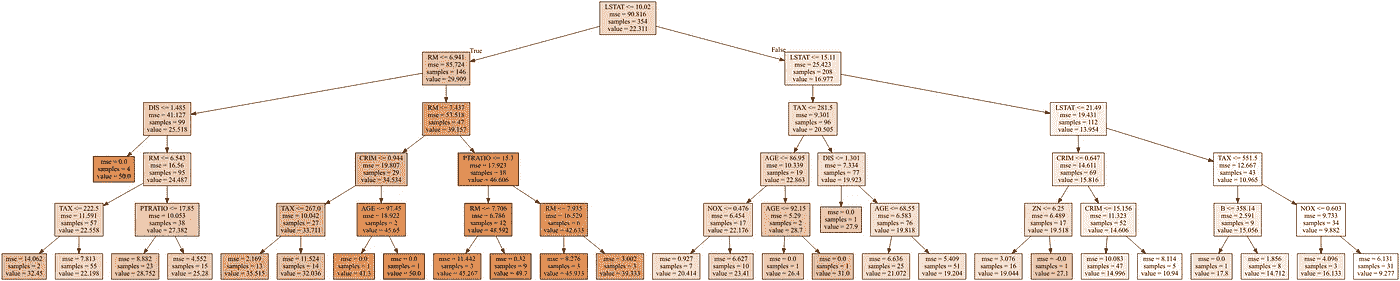 LSTAT <= 10.02
mse = 90.816
samples = 354
value = 22.311
True
False
RM <= 6.941
mse = 85.724
samples = 146
value = 29.909
LSTAT <= 15.11
mse = 25.423
samples = 208
value = 16.977
DIS <= 1.485
mse = 41.127
samples = 99
value = 25.518
RM <= 7.437
mse = 53.518
samples = 47
value = 39.157
TAX <= 281.5
mse = 9.301
samples = 96
value = 20.505
LSTAT <= 21.49
mse = 19.431
samples = 112
value = 13.954
mse = 0.0
samples = 4
value = 50.0
RM <= 6.543
mse = 16.56
samples = 95
value = 24.487
CRIM <= 0.944
mse = 19.807
samples = 29
value = 34.534
PTRATIO <= 15.3
mse = 17.923
samples = 18
value = 46.606
AGE <= 86.95
mse = 10.339
samples = 19
value = 22.863
DIS <= 1.301
mse = 7.334
samples = 77
value = 19.923
CRIM <= 0.647
mse = 14.611
samples = 69
value = 15.816
TAX <= 551.5
mse = 12.667
samples = 43
value = 10.965
TAX <= 222.5
mse = 11.591
samples = 57
value = 22.558
PTRATIO <= 17.85
mse = 10.053
samples = 38
value = 27.382
TAX <= 267.0
mse = 10.042
samples = 27
value = 33.711
AGE <= 97.45
mse = 18.922
samples = 2
value = 45.65
RM <= 7.706
mse = 6.786
samples = 12
value = 48.592
RM <= 7.935
mse = 16.529
samples = 6
value = 42.633
NOX <= 0.476
mse = 6.454
samples = 17
value = 22.176
AGE <= 92.15
mse = 5.29
samples = 2
value = 28.7
mse = 0.0
samples = 1
value = 27.9
AGE <= 68.55
mse = 6.583
samples = 76
value = 19.818
ZN <= 6.25
mse = 6.489
samples = 17
value = 19.518
CRIM <= 15.156
mse = 11.323
samples = 52
value = 14.606
B <= 358.14
mse = 2.591
samples = 9
value = 15.056
NOX <= 0.603
mse = 9.733
samples = 34
value = 9.882
mse = 14.062
samples = 2
value = 32.45
mse = 7.813
samples = 55
value = 22.198
mse = 8.882
samples = 23
value = 28.752
mse = 4.552
samples = 15
value = 25.28
mse = 2.169
samples = 13
value = 35.515
mse = 11.524
samples = 14
value = 32.036
mse = 0.0
samples = 1
value = 41.3
mse = 0.0
samples = 1
value = 50.0
mse = 11.442
samples = 3
value = 45.267
mse = 0.32
samples = 9
value = 49.7
mse = 8.276
samples = 3
value = 45.933
mse = 3.002
samples = 3
value = 39.333
mse = 0.927
samples = 7
value = 20.414
mse = 6.627
samples = 10
value = 23.41
mse = 0.0
samples = 1
value = 26.4
mse = 0.0
samples = 1
value = 31.0
mse = 6.636
samples = 25
value = 21.072
mse = 5.409
samples = 51
value = 19.204
mse = 3.076
samples = 16
value = 19.044
mse = -0.0
samples = 1
value = 27.1
mse = 10.083
samples = 47
value = 14.996
mse = 8.114
samples = 5
value = 10.94
mse = 0.0
samples = 1
value = 17.8
mse = 1.856
samples = 8
value = 14.712
mse = 4.096
samples = 3
value = 16.133
mse = 6.131
samples = 31
value = 9.277